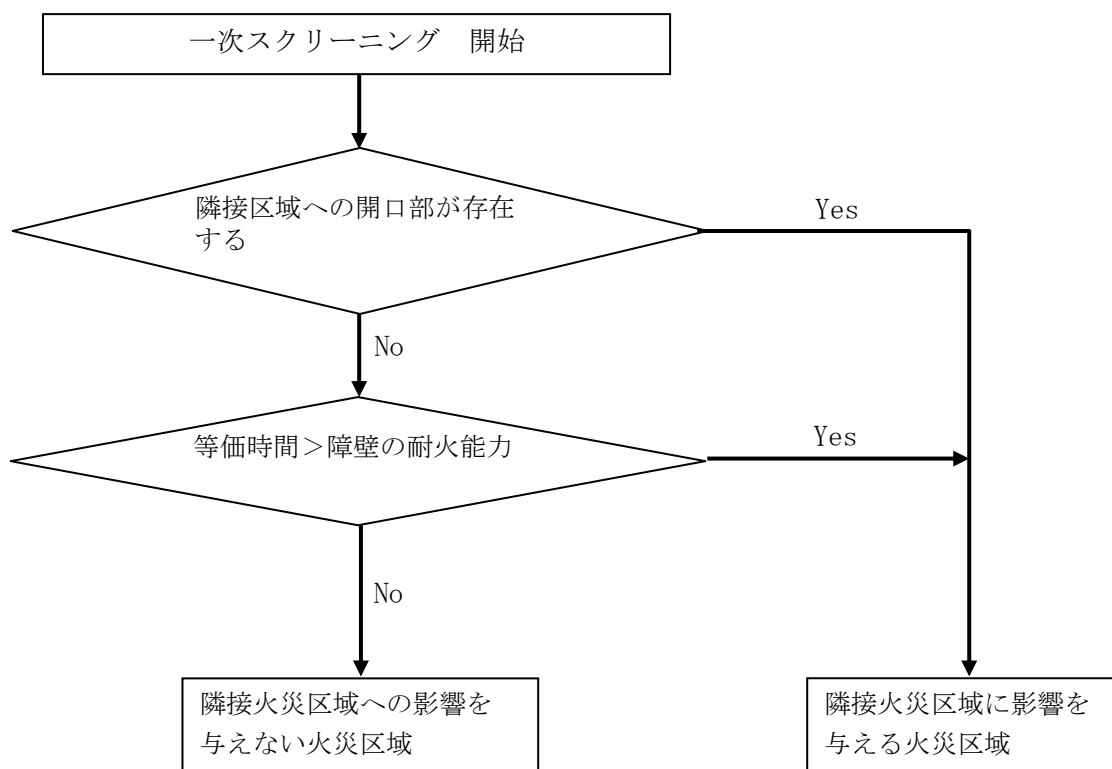 一次スクリーニング　開始
隣接区域への開口部が存在
する
Yes
No
等価時間＞障壁の耐火能力
Yes
No
隣接火災区域への影響を
与えない火災区域
隣接火災区域に影響を
与える火災区域